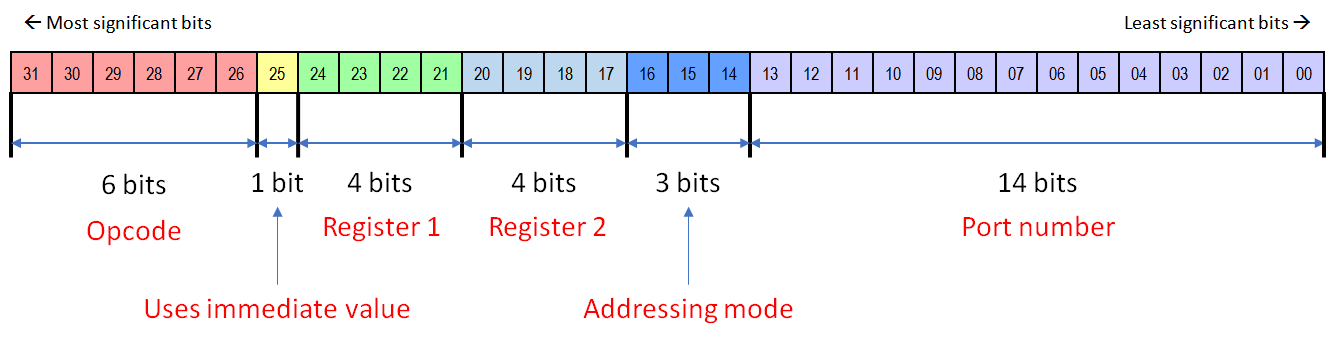 ← Most significant bits
Least significant bits →
31 30 29 28 27 26 25 24 23 22 21 20 19 18 17 16 15 14 13 12 11 10 09 08 07 06 05 04 03 02 01 00
6 bits 1 bit 4 bits 4 bits 3 bits 14 bits
Opcode Register 1 Register 2 Port number
Uses immediate value Addressing mode